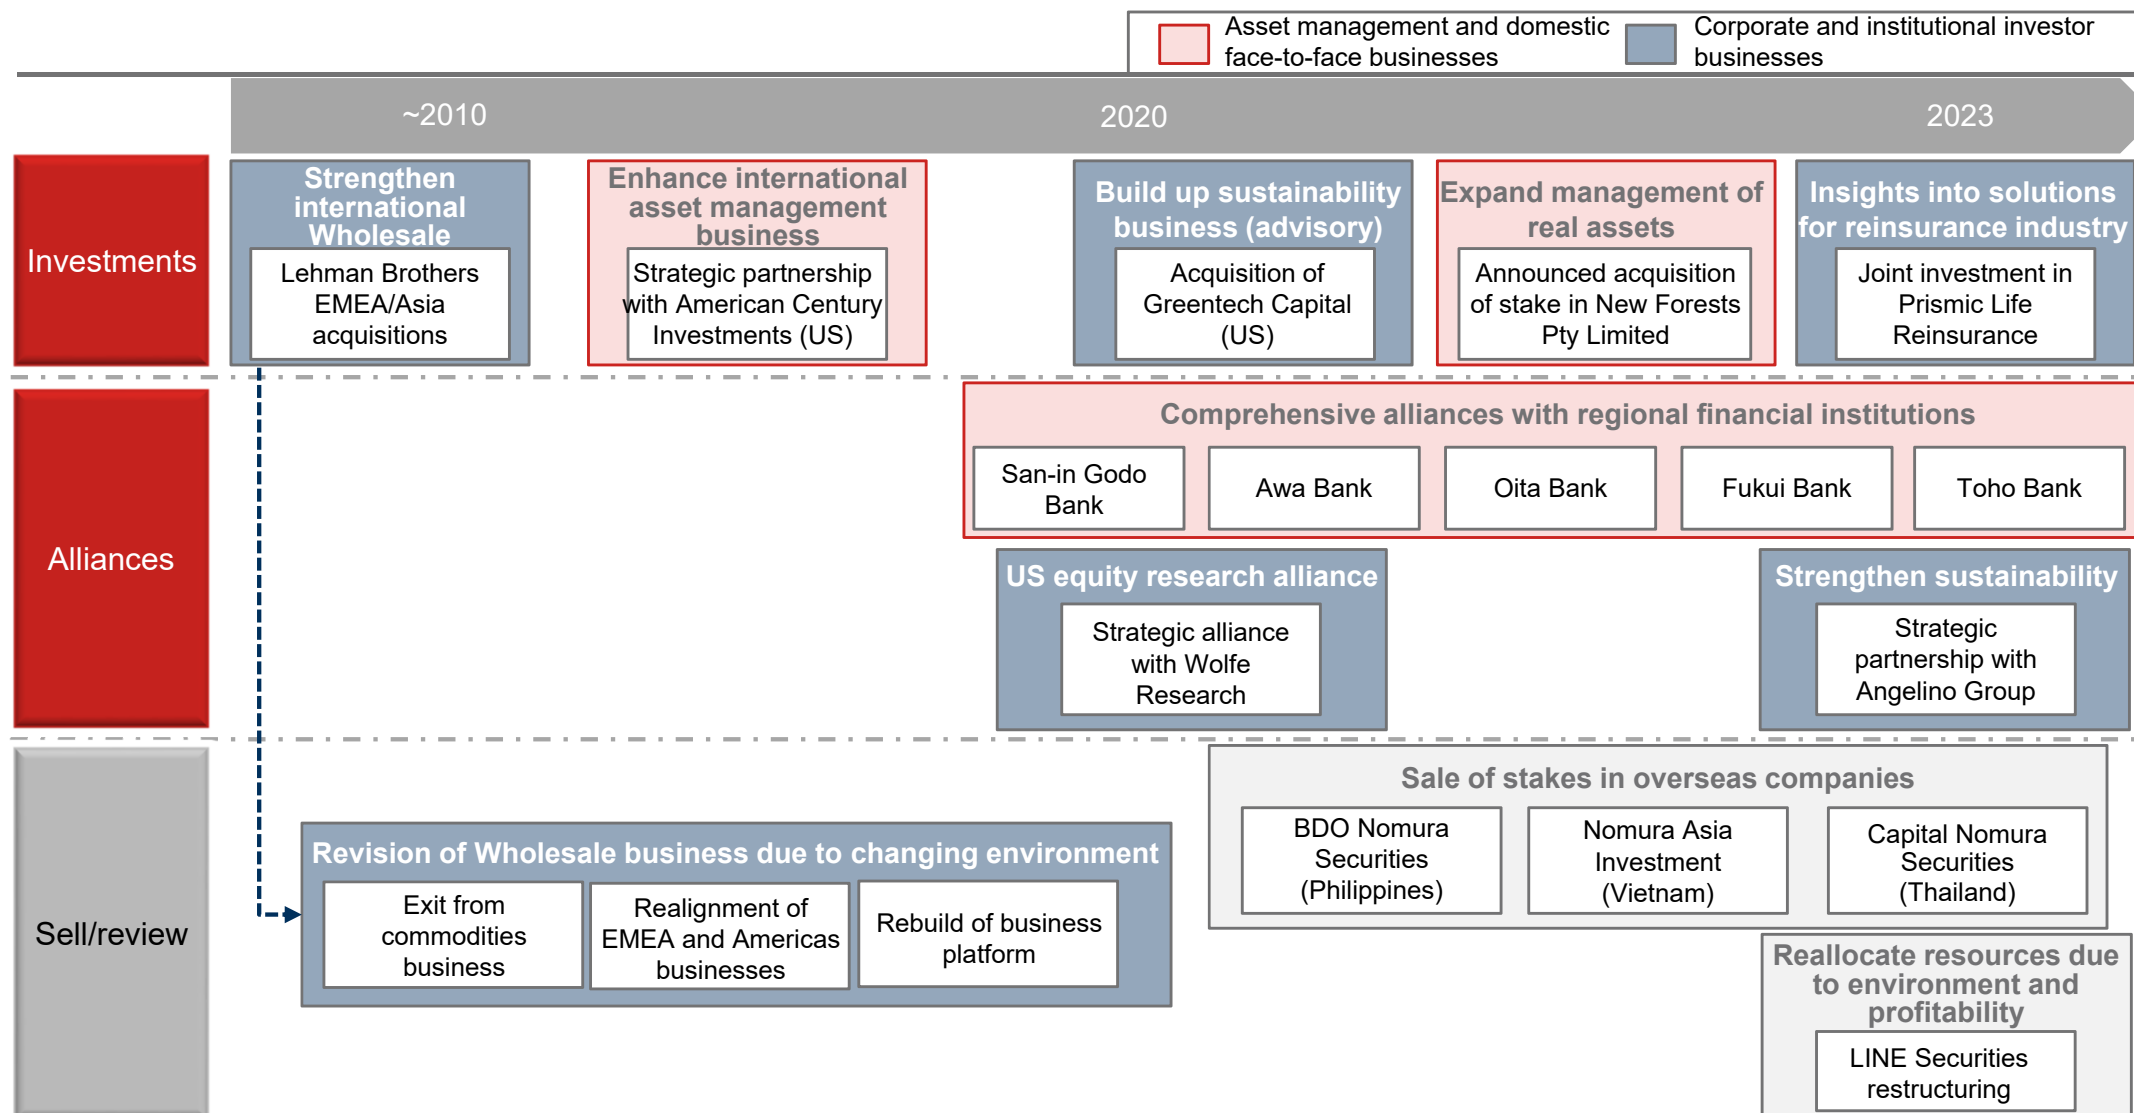 Asset management and domestic
face-to-face businesses
Corporate and institutional investor
businesses
~2010
2020
2023
Investments
Strengthen
international
Wholesale
Lehman Brothers
EMEA/Asia
acquisitions
Enhance international
asset management
business
Strategic partnership
with American Century
Investments (US)
Build up sustainability
business (advisory)
Acquisition of
Greentech Capital
(US)
Expand management of
real assets
Announced acquisition
of stake in New Forests
Pty Limited
Insights into solutions
for reinsurance industry
Joint investment in
Prismic Life
Reinsurance
Alliances
Comprehensive alliances with regional financial institutions
San-in Godo
Bank
Awa Bank
Oita Bank
Fukui Bank
Toho Bank
US equity research alliance
Strategic alliance
with Wolfe
Research
Strengthen sustainability
Strategic
partnership with
Angelino Group
Sell/review
Revision of Wholesale business due to changing environment
Exit from
commodities
business
Realignment of
EMEA and Americas
businesses
Rebuild of business
platform
Sale of stakes in overseas companies
BDO Nomura
Securities
(Philippines)
Nomura Asia
Investment
(Vietnam)
Capital Nomura
Securities
(Thailand)
Reallocate resources due
to environment and
profitability
LINE Securities
restructuring